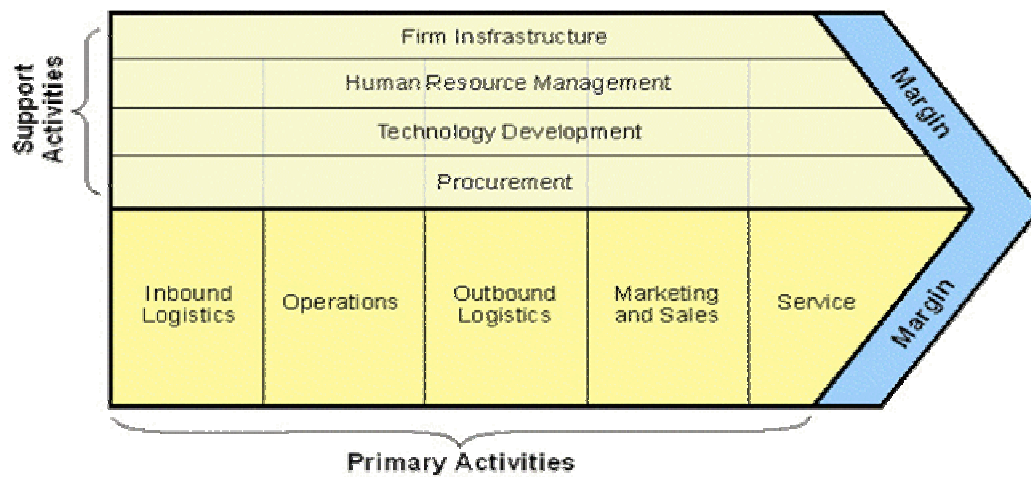 Support
Activities
Firm Insfrastructure
Human Resource Management
Technology Development
Procurement
Margin
Inbound
Logistics
Operations
Outbound
Logistics
Marketing
and Sales
Service
Margin
Primary Activities